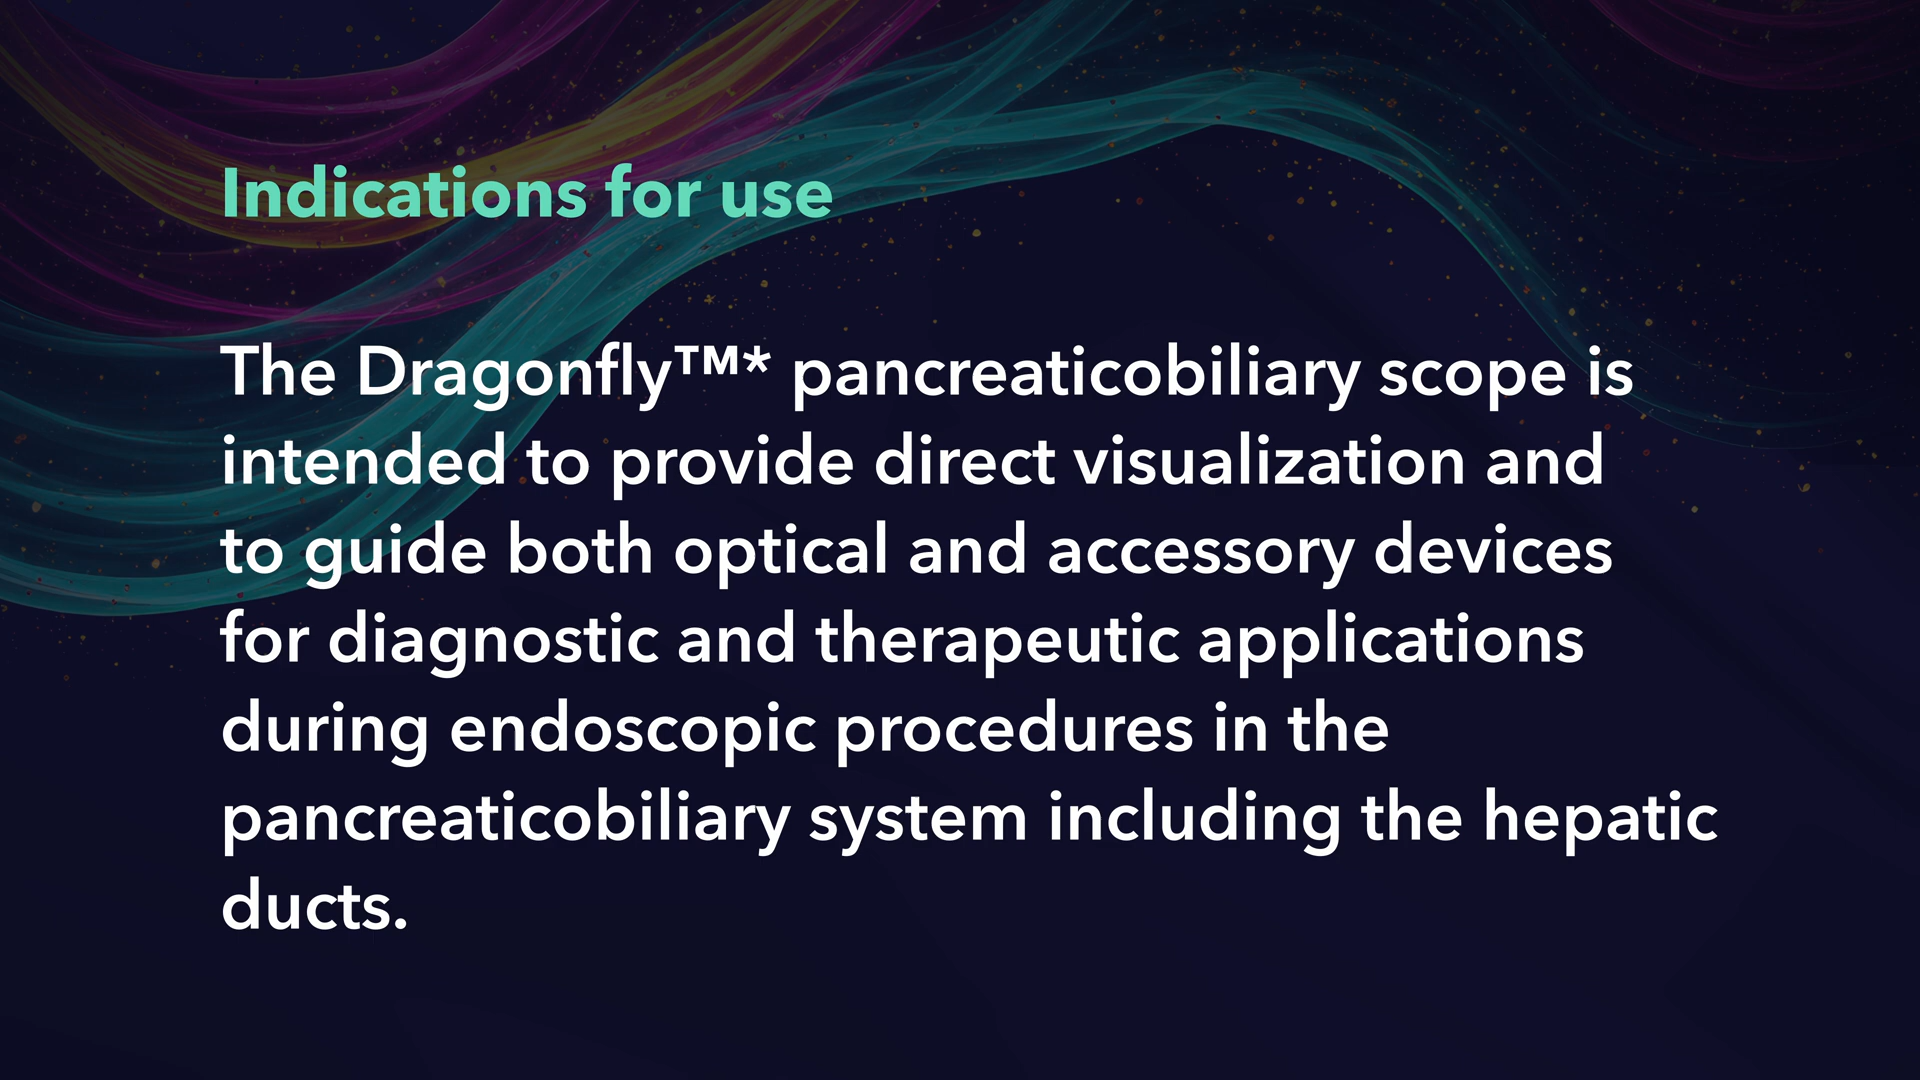 Indications for use
The Dragonfly™* pancreaticobiliary scope is
intended to provide direct visualization and
to guide both optical and accessory devices
for diagnostic and therapeutic applications
during endoscopic procedures in the
pancreaticobiliary system including the hepatic
ducts.